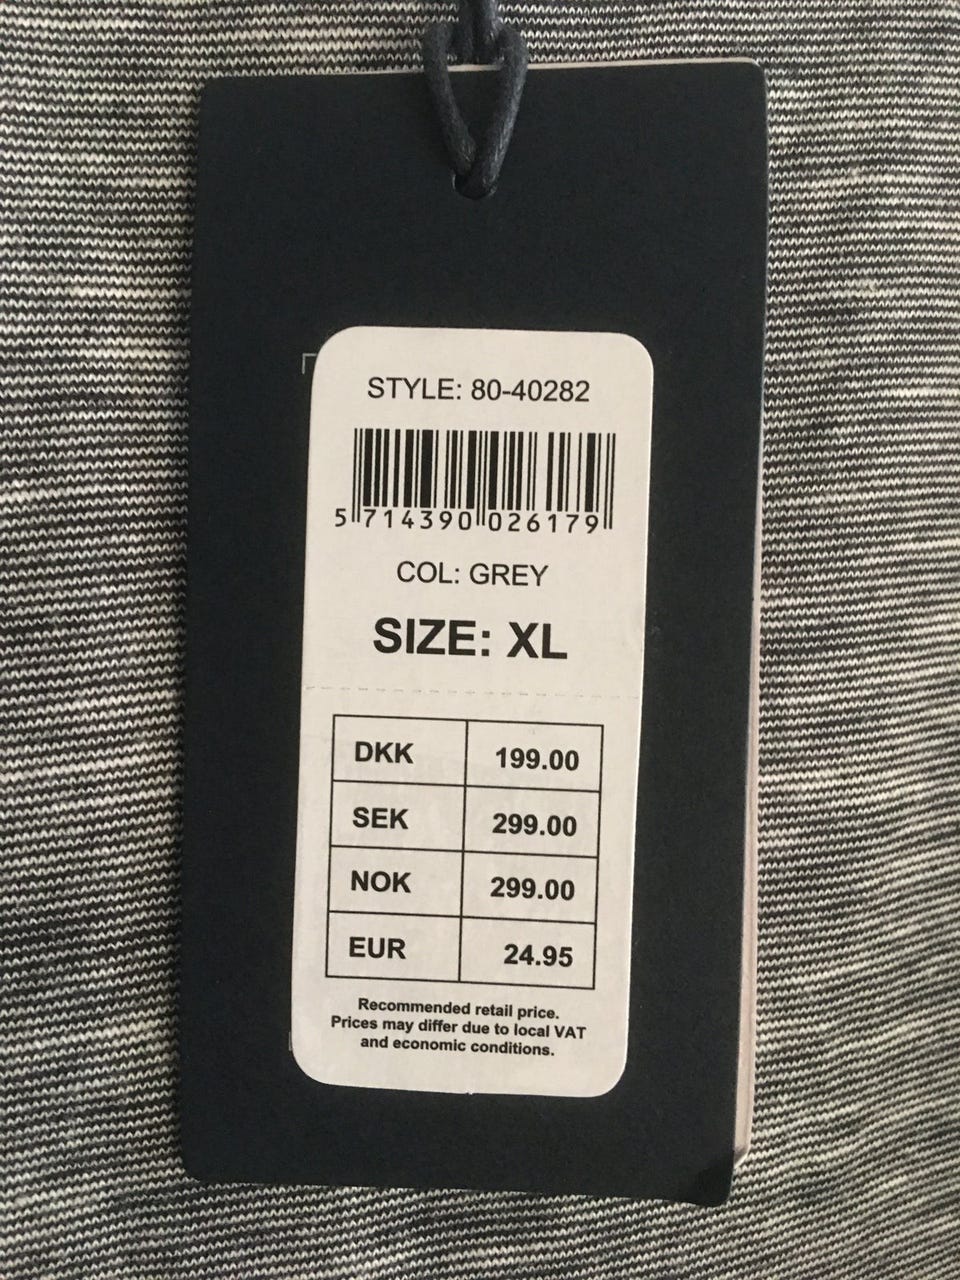 STYLE: 80-40282
5 714390 026179
COL: GREY
SIZE: XL
DKK 199.00
SEK 299.00
NOK 299.00
EUR 24.95
Recommended retail price.
Prices may differ due to local VAT
and economic conditions.